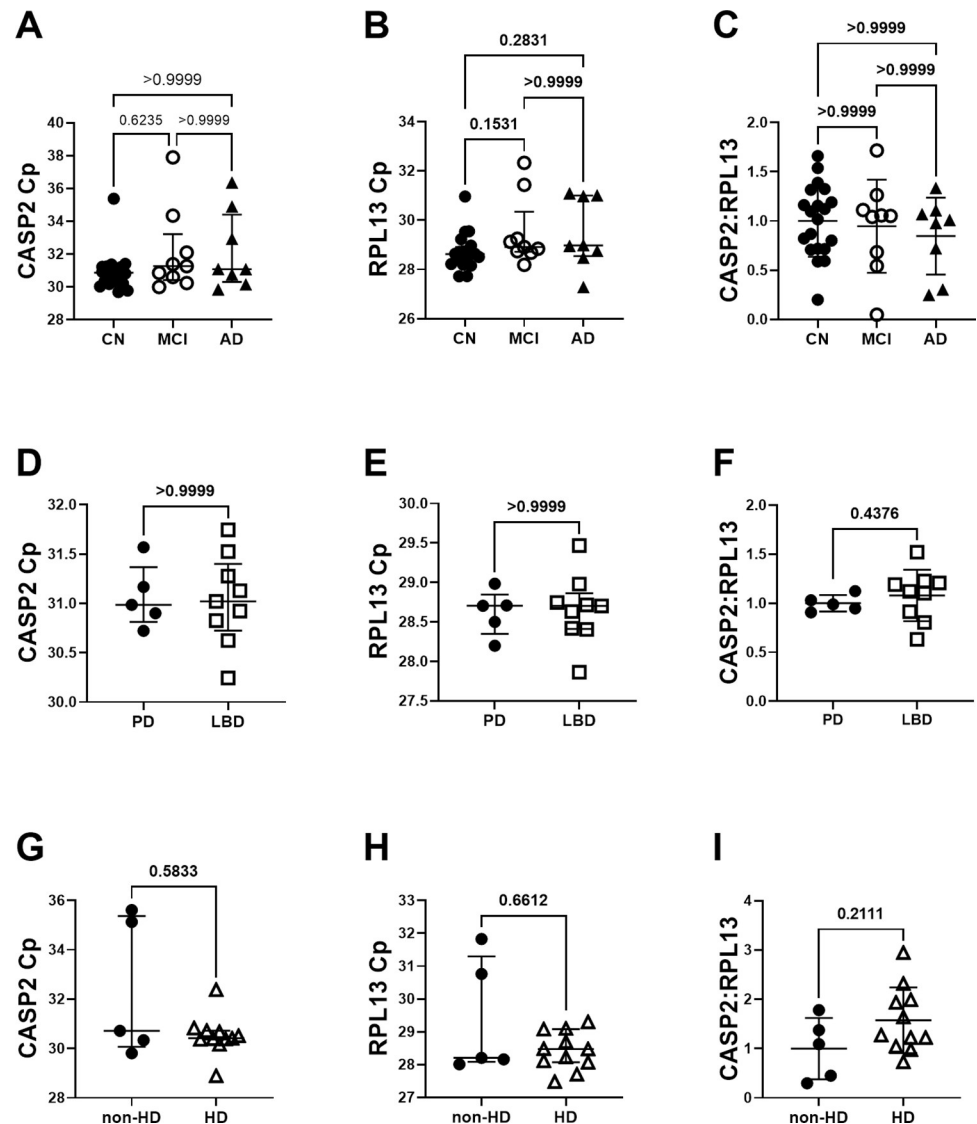 A
B
C
>0.9999
0.6235
>0.9999
CASP2 Cp
40
38
36
34
32
30
28
CN
MCI
AD
0.2831
>0.9999
0.1531
RPL13 Cp
34
32
30
28
26
CN
MCI
AD
>0.9999
>0.9999
>0.9999
CASP2:RPL13
2.0
1.5
1.0
0.5
0.0
CN
MCI
AD
D
E
F
>0.9999
CASP2 Cp
32.0
31.5
31.0
30.5
30.0
PD
LBD
>0.9999
RPL13 Cp
30.0
29.5
29.0
28.5
28.0
27.5
PD
LBD
0.4376
CASP2:RPL13
2.0
1.5
1.0
0.5
0.0
PD
LBD
G
H
I
0.5833
CASP2 Cp
36
34
32
30
28
non-HD
HD
0.6612
RPL13 Cp
33
32
31
30
29
28
27
non-HD
HD
0.2111
CASP2:RPL13
4
3
2
1
0
non-HD
HD